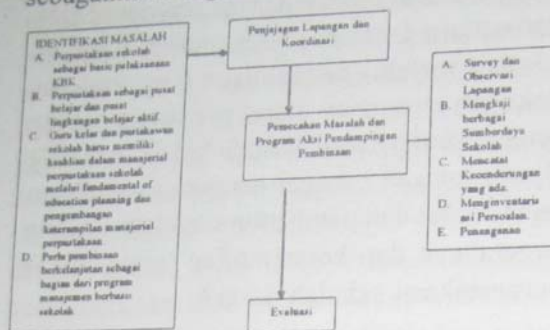 IDENTIFIKASI MASALAH
A. Perpustakaan sekolah
sebagai basic pelaksanaan
KBK.
B. Perpustakaan sebagai pusat
belajar dan pusat
lingkungan belajar aktif.
C. Guru kelas dan pustakawan
sekolah harus memiliki
keahlian dalam manajerial
perpustakaan sekolah
melalui fundamental of
education planning dan
pengembangan
keterampilan manajerial
perpustakaan.
D. Perlu pembinaan
berkelanjutan sebagai
bagian dari program
manajemen berbasis
sekolah
Penjajagan Lapangan dan
Koordinasi
Pemecahan Masalah dan
Program Aksi Pendampingan
Pembinaan
Evaluasi
A. Survey dan
Observasi
Lapangan
B. Mengkaji
berbagai
Sumberdaya
Sekolah
C. Mencatat
Kecenderungan
yang ada.
D. Menginventaris
asi Persoalan.
E. Penanganan